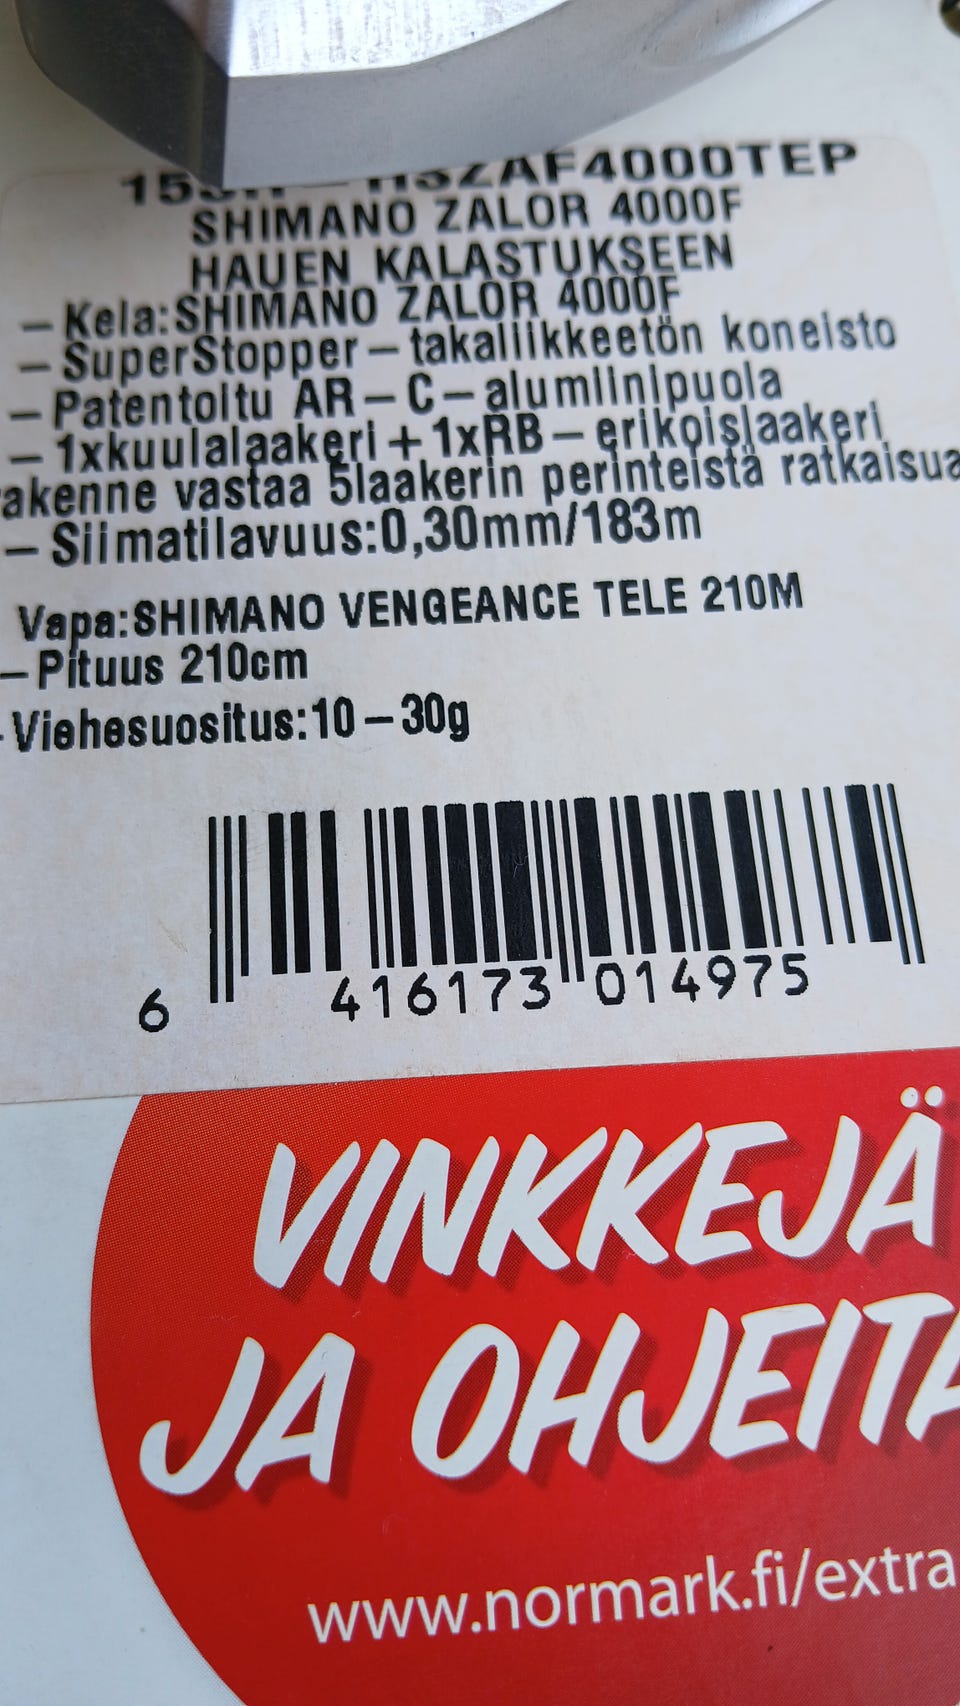 HSZAF4000TEP
SHIMANO ZALOR 4000F
HAUEN KALASTUKSEEN
-Kela:SHIMANO ZALOR 4000F
-SuperStopper-takaliikkeetön koneisto
-Patentoitu AR-C-alumiinipuola
-1xkuulalaakeri+1xRB-erikoislaakeri
rakenne vastaa 5laakerin perinteistä ratkaisua
-Siimatilavuus:0,30mm/183m
Vapa:SHIMANO VENGEANCE TELE 210M
-Pituus 210cm
-Viehesuositus:10-30g
6 416173 014975
VINKKEJÄ
JA OHJEITA
www.normark.fi/extra